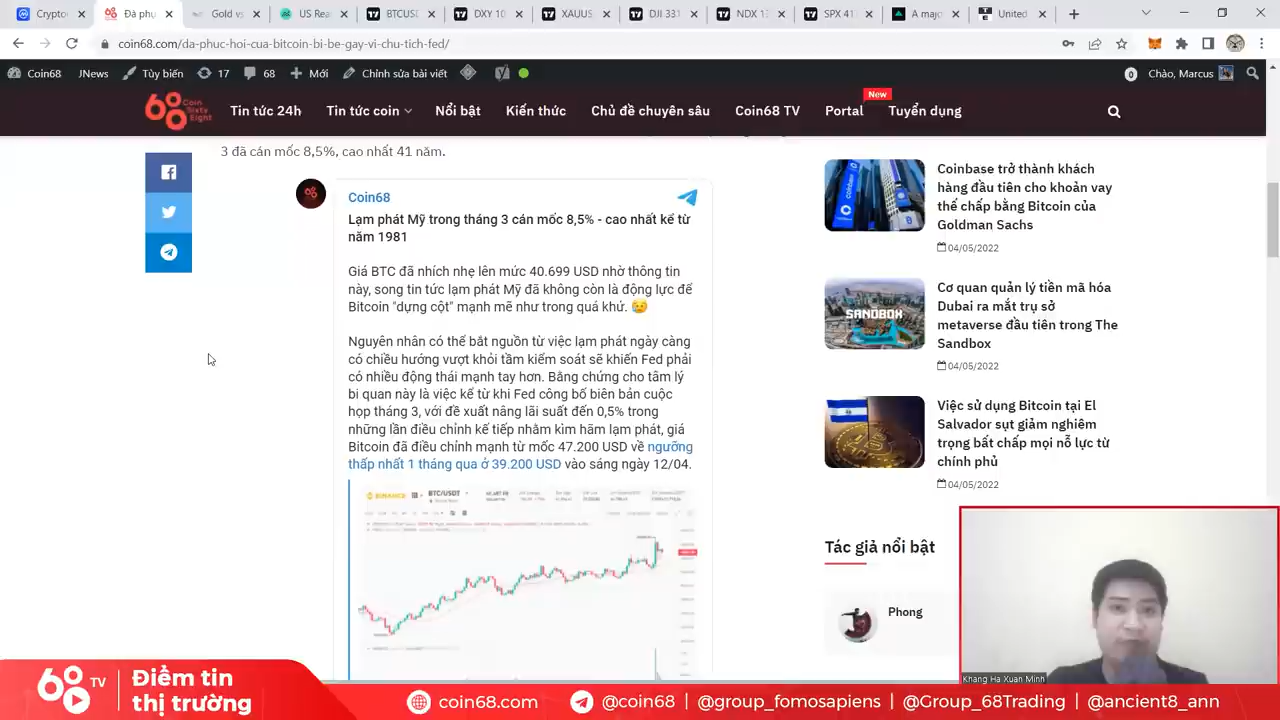 Crypto
Đà phụ
Gold vs
US Rea
BTCUSD
DXY 10
XAUUS
DJI 331
NDX 13
SPX 417
A majo
United
coin68.com/da-phuc-hoi-cua-bitcoin-bi-be-gay-vi-chu-tich-fed/
Coin68
JNews
Tùy biến
17
68
Mới
Chỉnh sửa bài viết
0
Chào, Marcus
68 Coin Sixty Eight
Tin tức 24h
Tin tức coin
Nổi bật
Kiến thức
Chủ đề chuyên sâu
Coin68 TV
Portal
New
Tuyển dụng
3 đã cán mốc 8,5%, cao nhất 41 năm.
Coin68
Lạm phát Mỹ trong tháng 3 cán mốc 8,5% - cao nhất kể từ
năm 1981
Giá BTC đã nhích nhẹ lên mức 40.699 USD nhờ thông tin
này, song tin tức lạm phát Mỹ đã không còn là động lực để
Bitcoin "dựng cột" mạnh mẽ như trong quá khứ. 😥
Nguyên nhân có thể bắt nguồn từ việc lạm phát ngày càng
có chiều hướng vượt khỏi tầm kiểm soát sẽ khiến Fed phải
có nhiều động thái mạnh tay hơn. Bằng chứng cho tâm lý
bi quan này là việc kể từ khi Fed công bố biên bản cuộc
họp tháng 3, với đề xuất nâng lãi suất đến 0,5% trong
những lần điều chỉnh kế tiếp nhằm kìm hãm lạm phát, giá
Bitcoin đã điều chỉnh mạnh từ mốc 47.200 USD về ngưỡng
thấp nhất 1 tháng qua ở 39.200 USD vào sáng ngày 12/04.
BINANCE
BTC/USDT
Coinbase trở thành khách
hàng đầu tiên cho khoản vay
thế chấp bằng Bitcoin của
Goldman Sachs
04/05/2022
SANDBOX
Cơ quan quản lý tiền mã hóa
Dubai ra mắt trụ sở
metaverse đầu tiên trong The
Sandbox
04/05/2022
Việc sử dụng Bitcoin tại El
Salvador sụt giảm nghiêm
trọng bất chấp mọi nỗ lực từ
chính phủ
04/05/2022
Tác giả nổi bật
Phong
Khang Ha Xuan Minh
68 TV
Điểm tin
thị trường
coin68.com
@coin68 | @group_fomosapiens | @Group_68Trading | @ancient8_ann